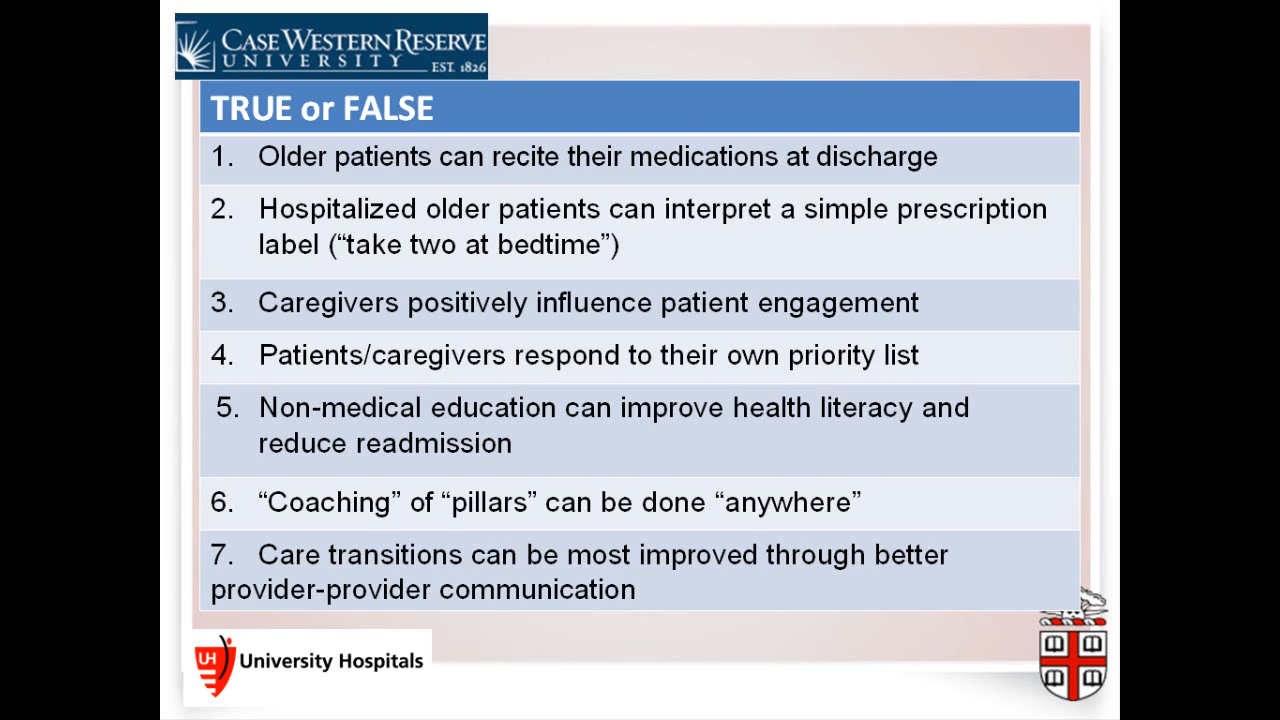 CASE WESTERN RESERVE
UNIVERSITY EST. 1826
TRUE or FALSE
1. Older patients can recite their medications at discharge
2. Hospitalized older patients can interpret a simple prescription
label (“take two at bedtime”)
3. Caregivers positively influence patient engagement
4. Patients/caregivers respond to their own priority list
5. Non-medical education can improve health literacy and
reduce readmission
6. “Coaching” of “pillars” can be done “anywhere”
7. Care transitions can be most improved through better
provider-provider communication
UH University Hospitals